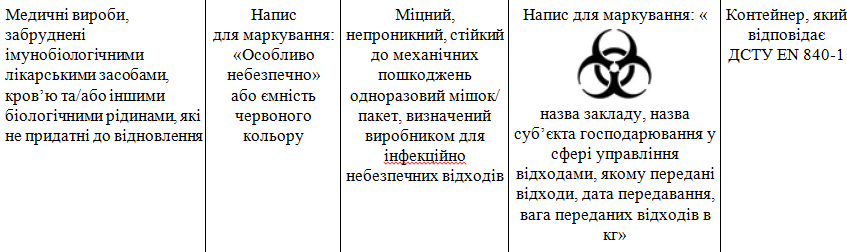 Медичні вироби,
забруднені
імунобіологічними
лікарськими засобами,
кров’ю та/або іншими
біологічними рідинами, які
не придатні до відновлення
Напис
для маркування:
«Особливо
небезпечно»
або ємність
червоного
кольору
Міцний,
непроникний, стійкий
до механічних
пошкоджень
одноразовий мішок/
пакет, визначений
виробником для
інфекційно
небезпечних відходів
Напис для маркування: «
назва закладу, назва
суб’єкта господарювання у
сфері управління
відходами, якому передані
відходи, дата передавання,
вага переданих відходів в
кг»
Контейнер, який
відповідає
ДСТУ EN 840-1